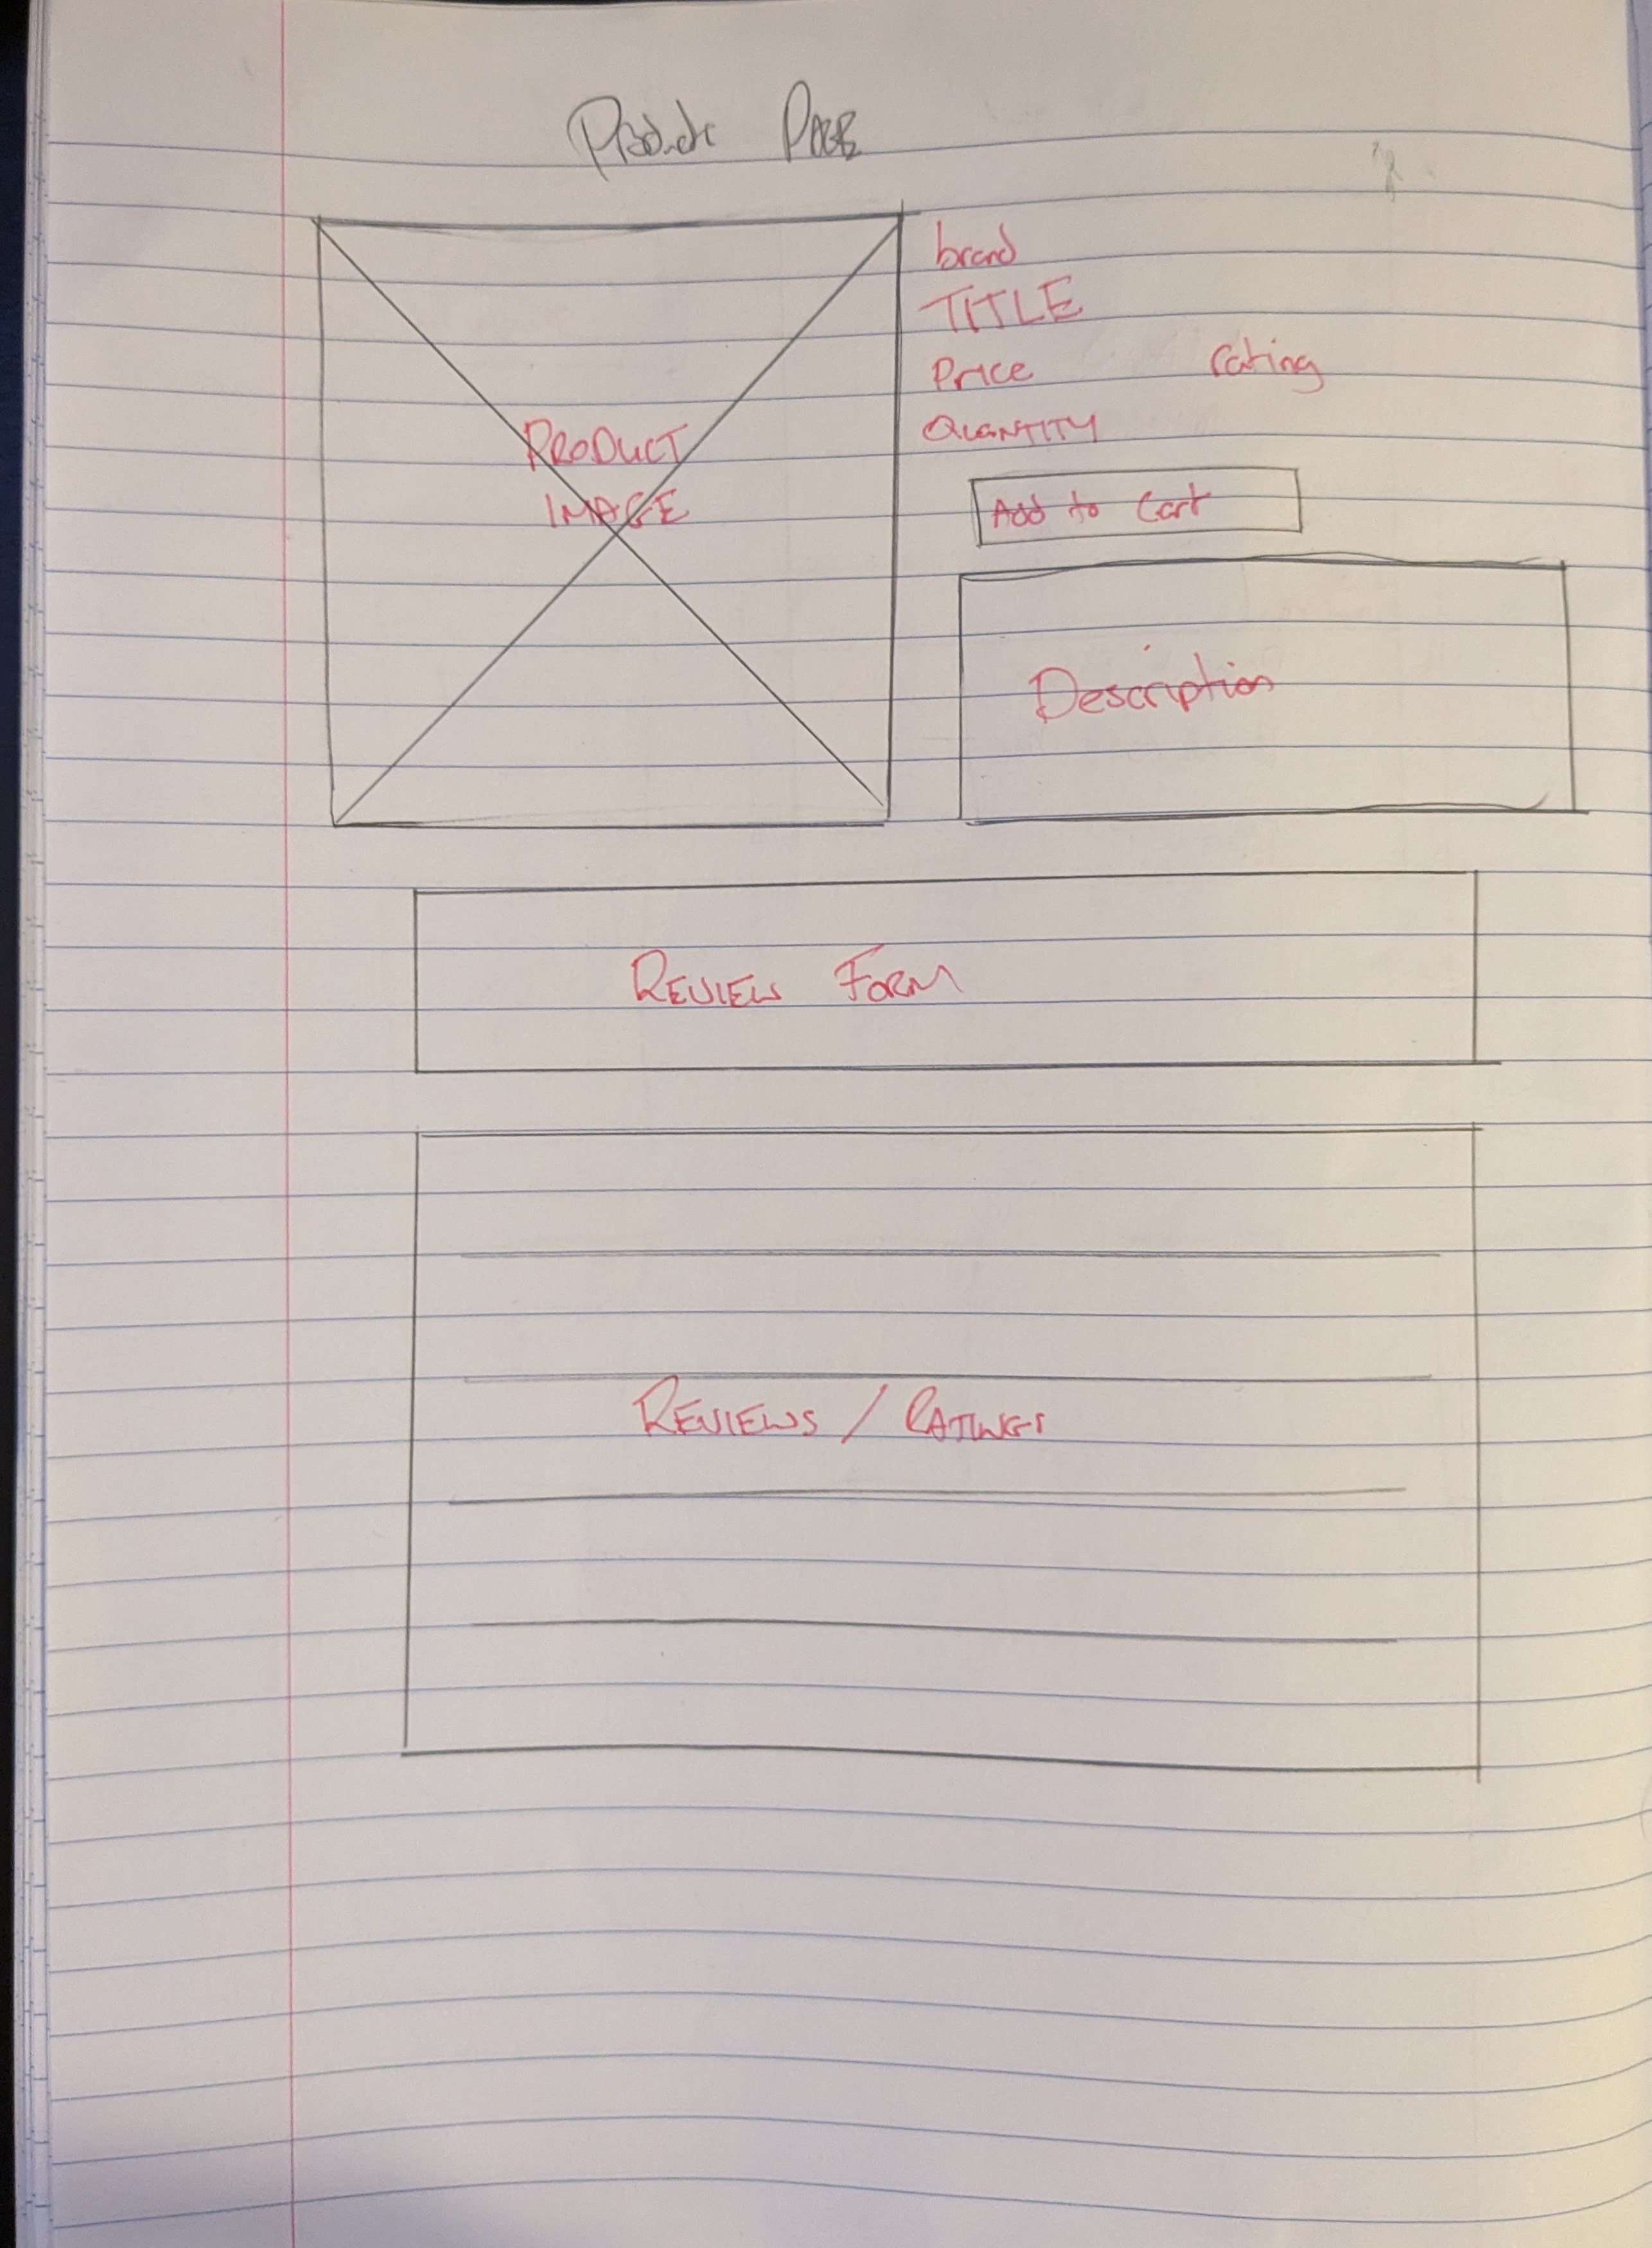 Product Page
brand
TITLE
Price rating
QUANTITY
PRODUCT
IMAGE
Add to Cart
Description
REVIEW FORM
REVIEWS / RATINGS